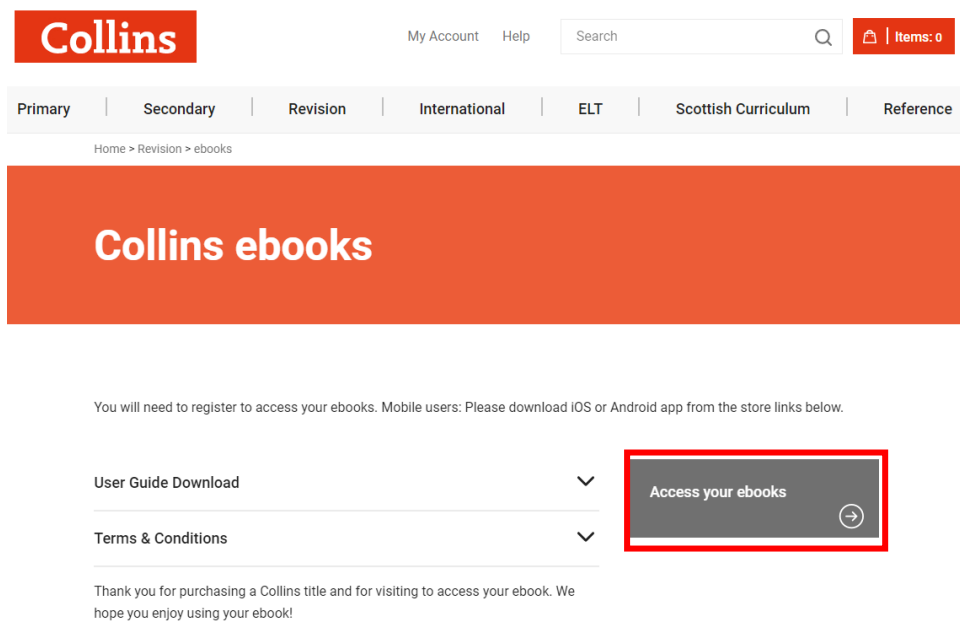 Collins
My Account Help Search Items: 0
Primary Secondary Revision International ELT Scottish Curriculum Reference
Home > Revision > ebooks
Collins ebooks
You will need to register to access your ebooks. Mobile users: Please download iOS or Android app from the store links below.
User Guide Download
Access your ebooks
Terms & Conditions
Thank you for purchasing a Collins title and for visiting to access your ebook. We
hope you enjoy using your ebook!